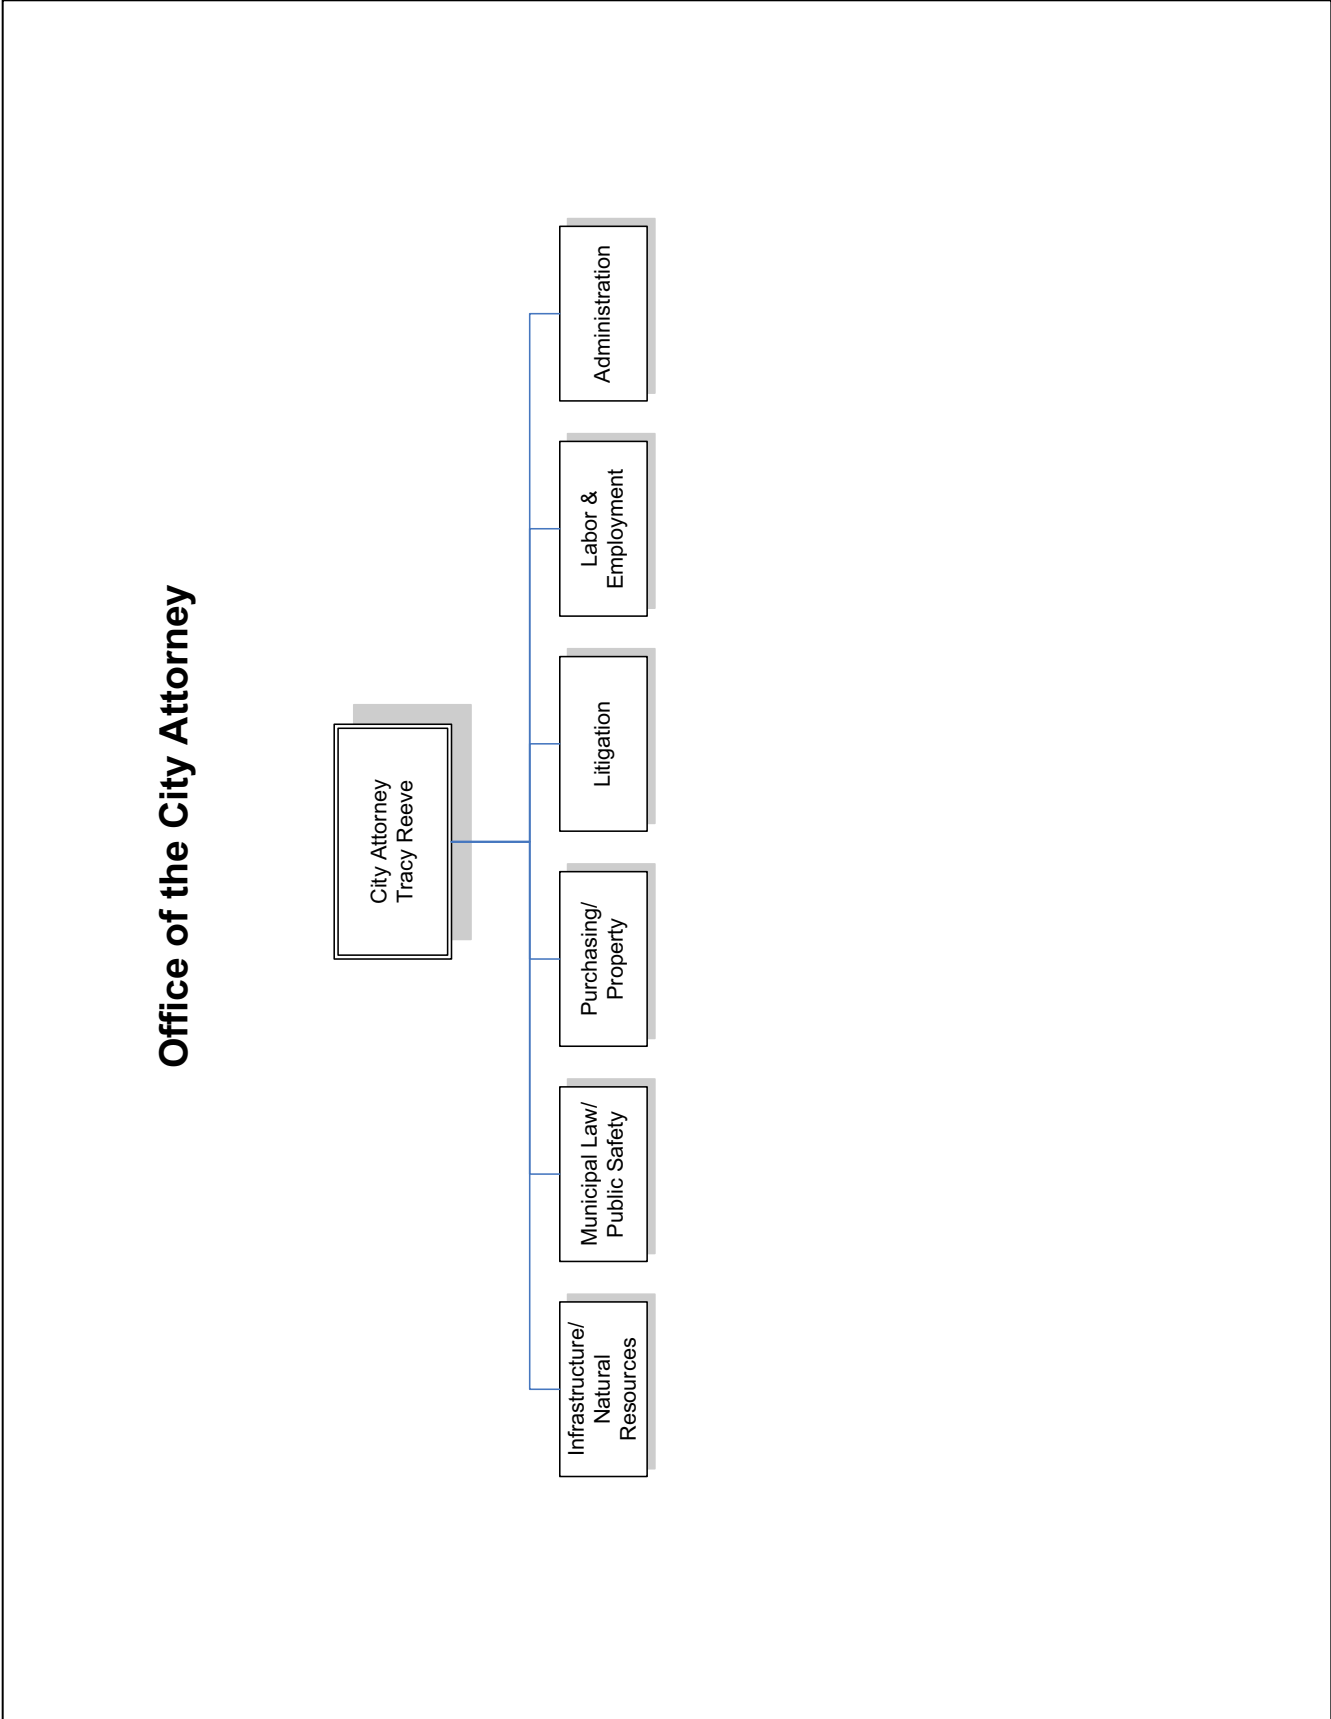 Office of the City Attorney
City Attorney
Tracy Reeve
Infrastructure/
Natural
Resources
Municipal Law/
Public Safety
Purchasing/
Property
Litigation
Labor &
Employment
Administration